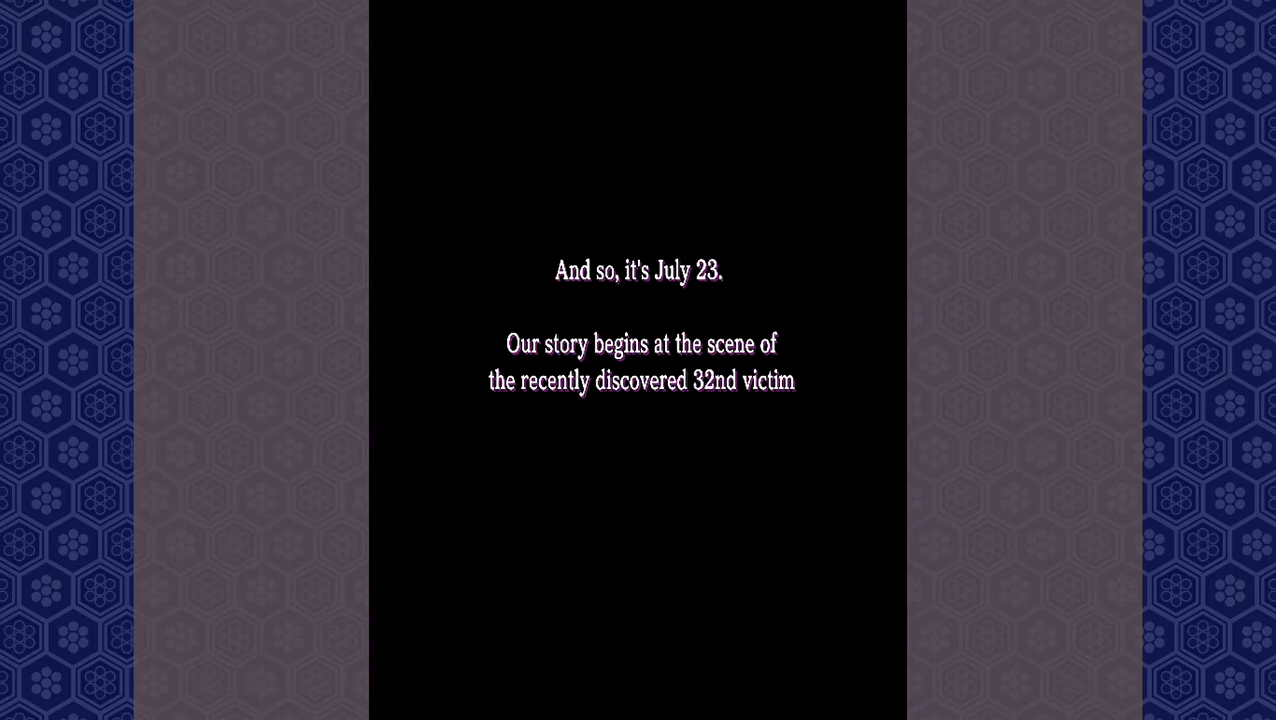 And so, it's July 23.
Our story begins at the scene of
the recently discovered 32nd victim